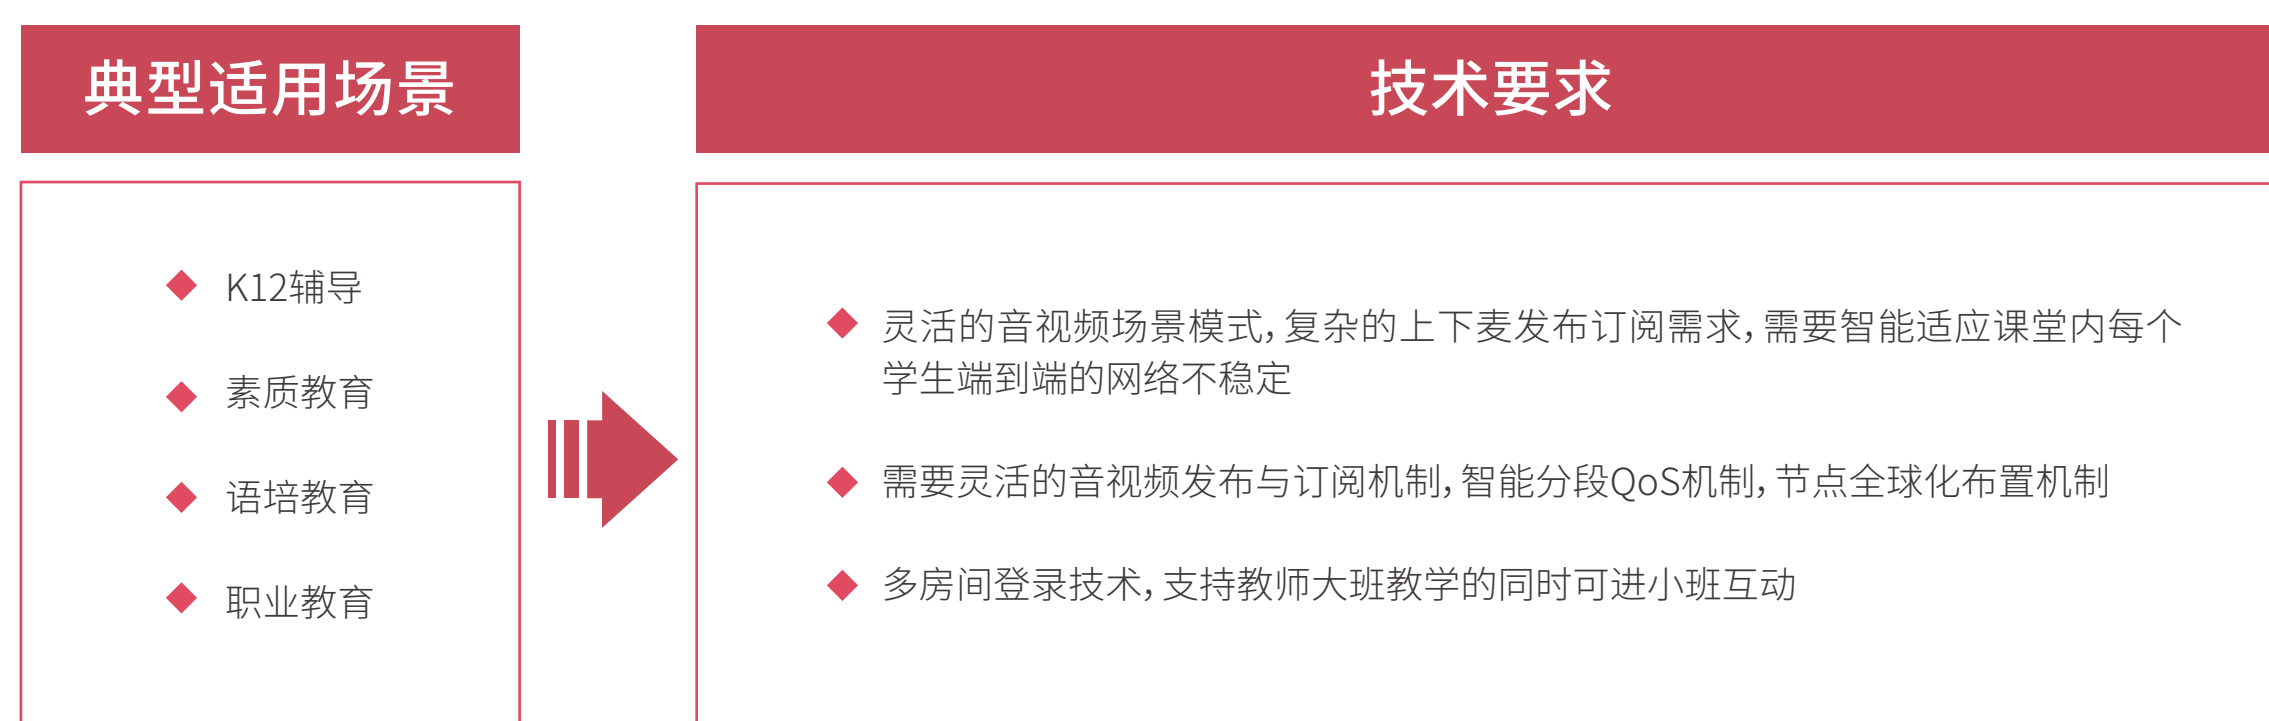 典型适用场景
K12辅导
素质教育
语培教育
职业教育
技术要求
灵活的音视频场景模式，复杂的上下麦发布订阅需求，需要智能适应课堂内每个
学生端到端的网络不稳定
需要灵活的音视频发布与订阅机制，智能分段QoS机制，节点全球化布置机制
多房间登录技术，支持教师大班教学的同时可进小班互动